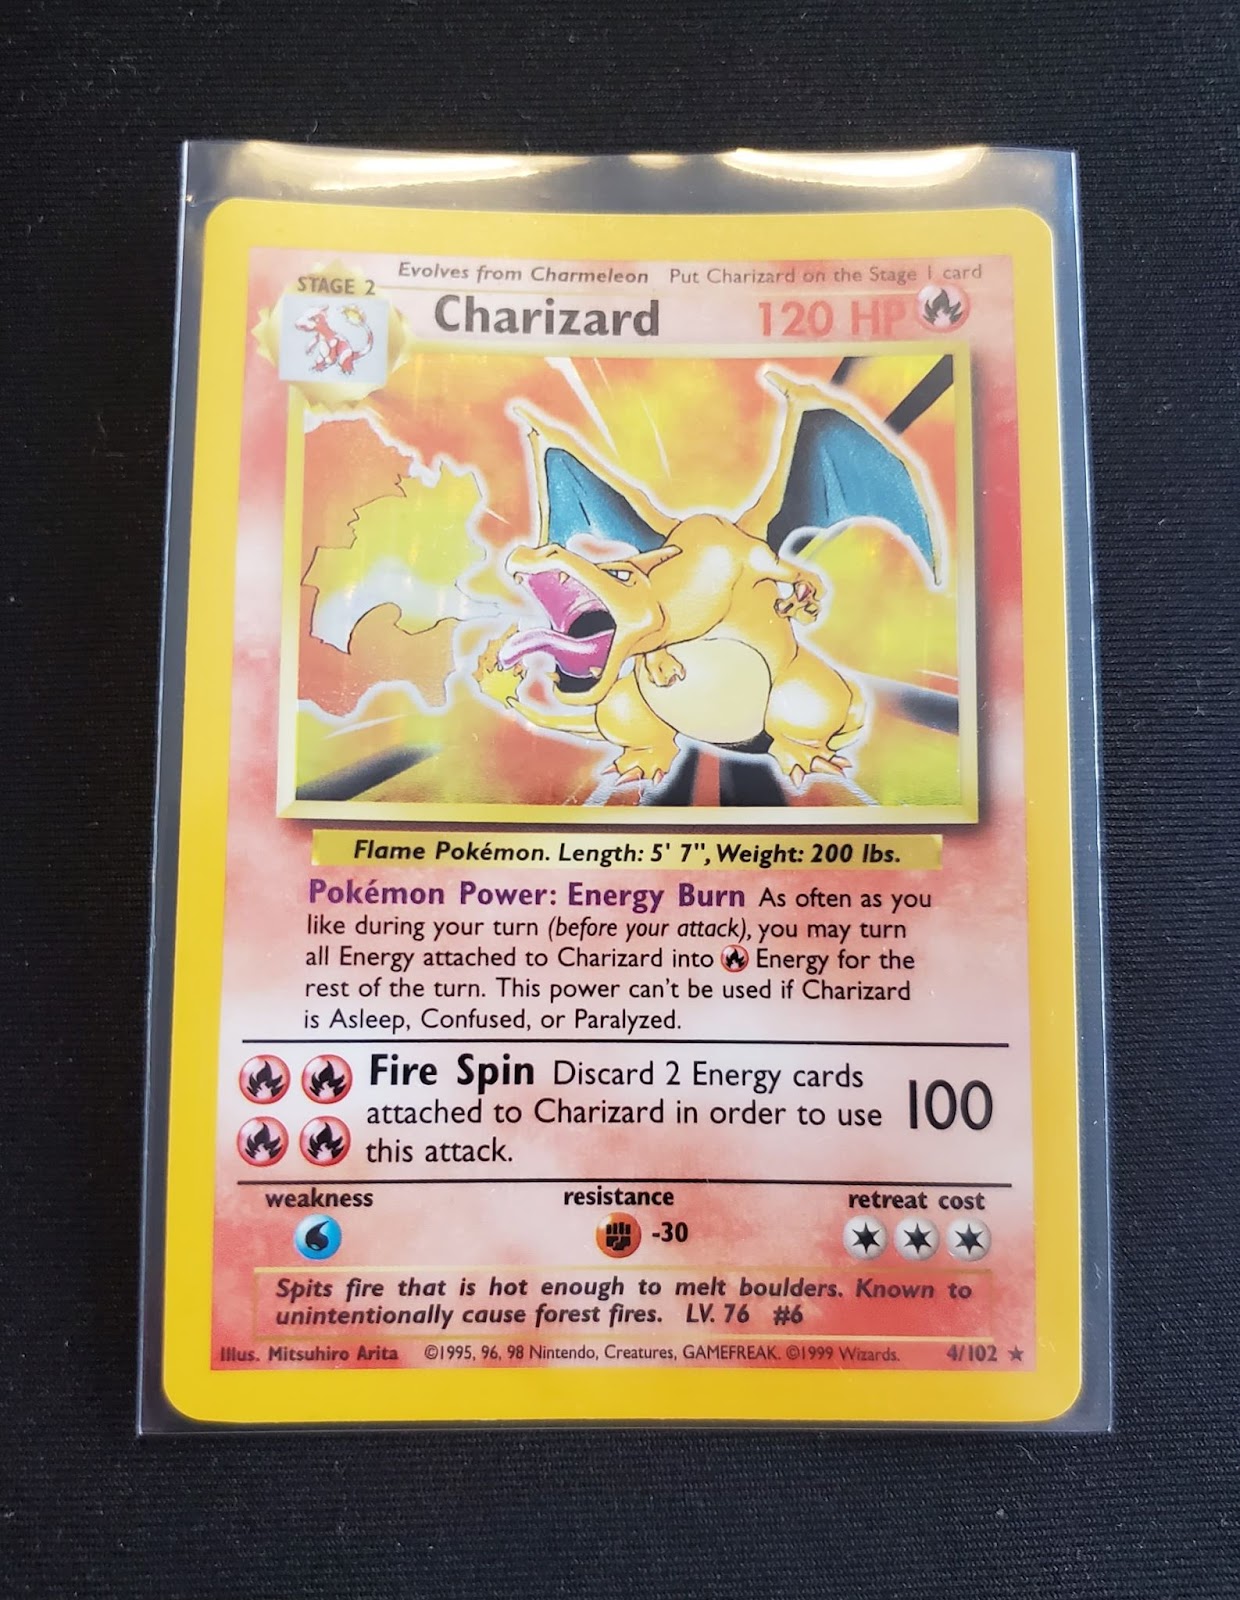 Evolves from Charmeleon Put Charizard on the Stage 1 card
STAGE 2
Charizard 120 HP
Flame Pokémon. Length: 5' 7", Weight: 200 lbs.
Pokémon Power: Energy Burn As often as you
like during your turn (before your attack), you may turn
all Energy attached to Charizard into Energy for the
rest of the turn. This power can't be used if Charizard
is Asleep, Confused, or Paralyzed.
Fire Spin Discard 2 Energy cards
attached to Charizard in order to use 100
this attack.
weakness resistance retreat cost
-30
Spits fire that is hot enough to melt boulders. Known to
unintentionally cause forest fires. LV. 76 #6
Illus. Mitsuhiro Arita ©1995, 96, 98 Nintendo, Creatures, GAMEFREAK. ©1999 Wizards. 4/102 ★